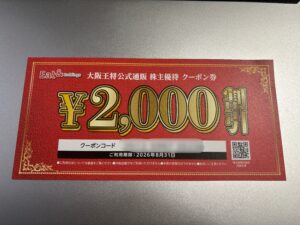 Eat& Holdings
大阪王将公式通販 株主優待 クーポン券
¥2,000割
クーポンコード
ご利用期限:2026年8月31日